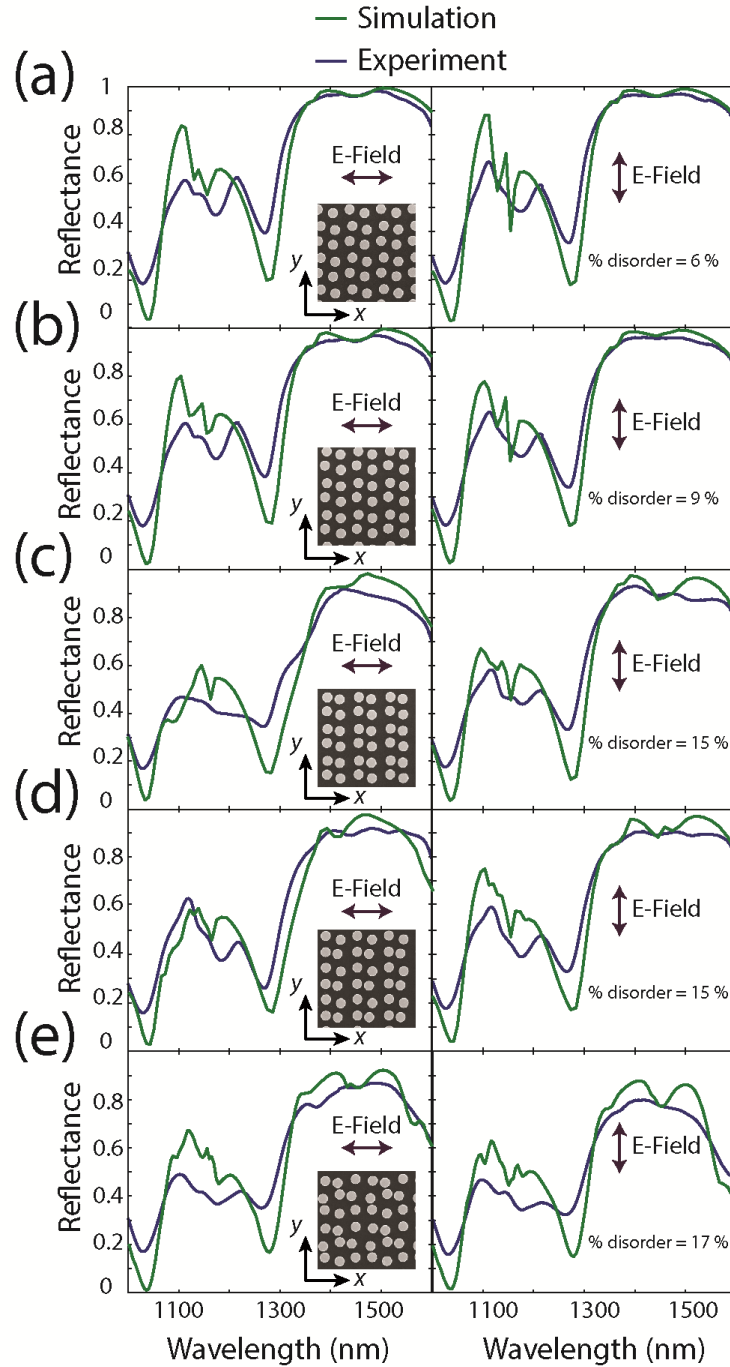 Simulation
Experiment
(a)
Reflectance
1
0.8
0.6
0.4
0.2
0
E-Field
y
x
E-Field
% disorder = 6 %
(b)
Reflectance
0.8
0.6
0.4
0.2
0
E-Field
y
x
E-Field
% disorder = 9 %
(c)
Reflectance
0.8
0.6
0.4
0.2
0
E-Field
y
x
E-Field
% disorder = 15 %
(d)
Reflectance
0.8
0.6
0.4
0.2
0
E-Field
y
x
E-Field
% disorder = 15 %
(e)
Reflectance
0.8
0.6
0.4
0.2
0
E-Field
y
x
E-Field
% disorder = 17 %
1100 1300 1500 1100 1300 1500
Wavelength (nm) Wavelength (nm)